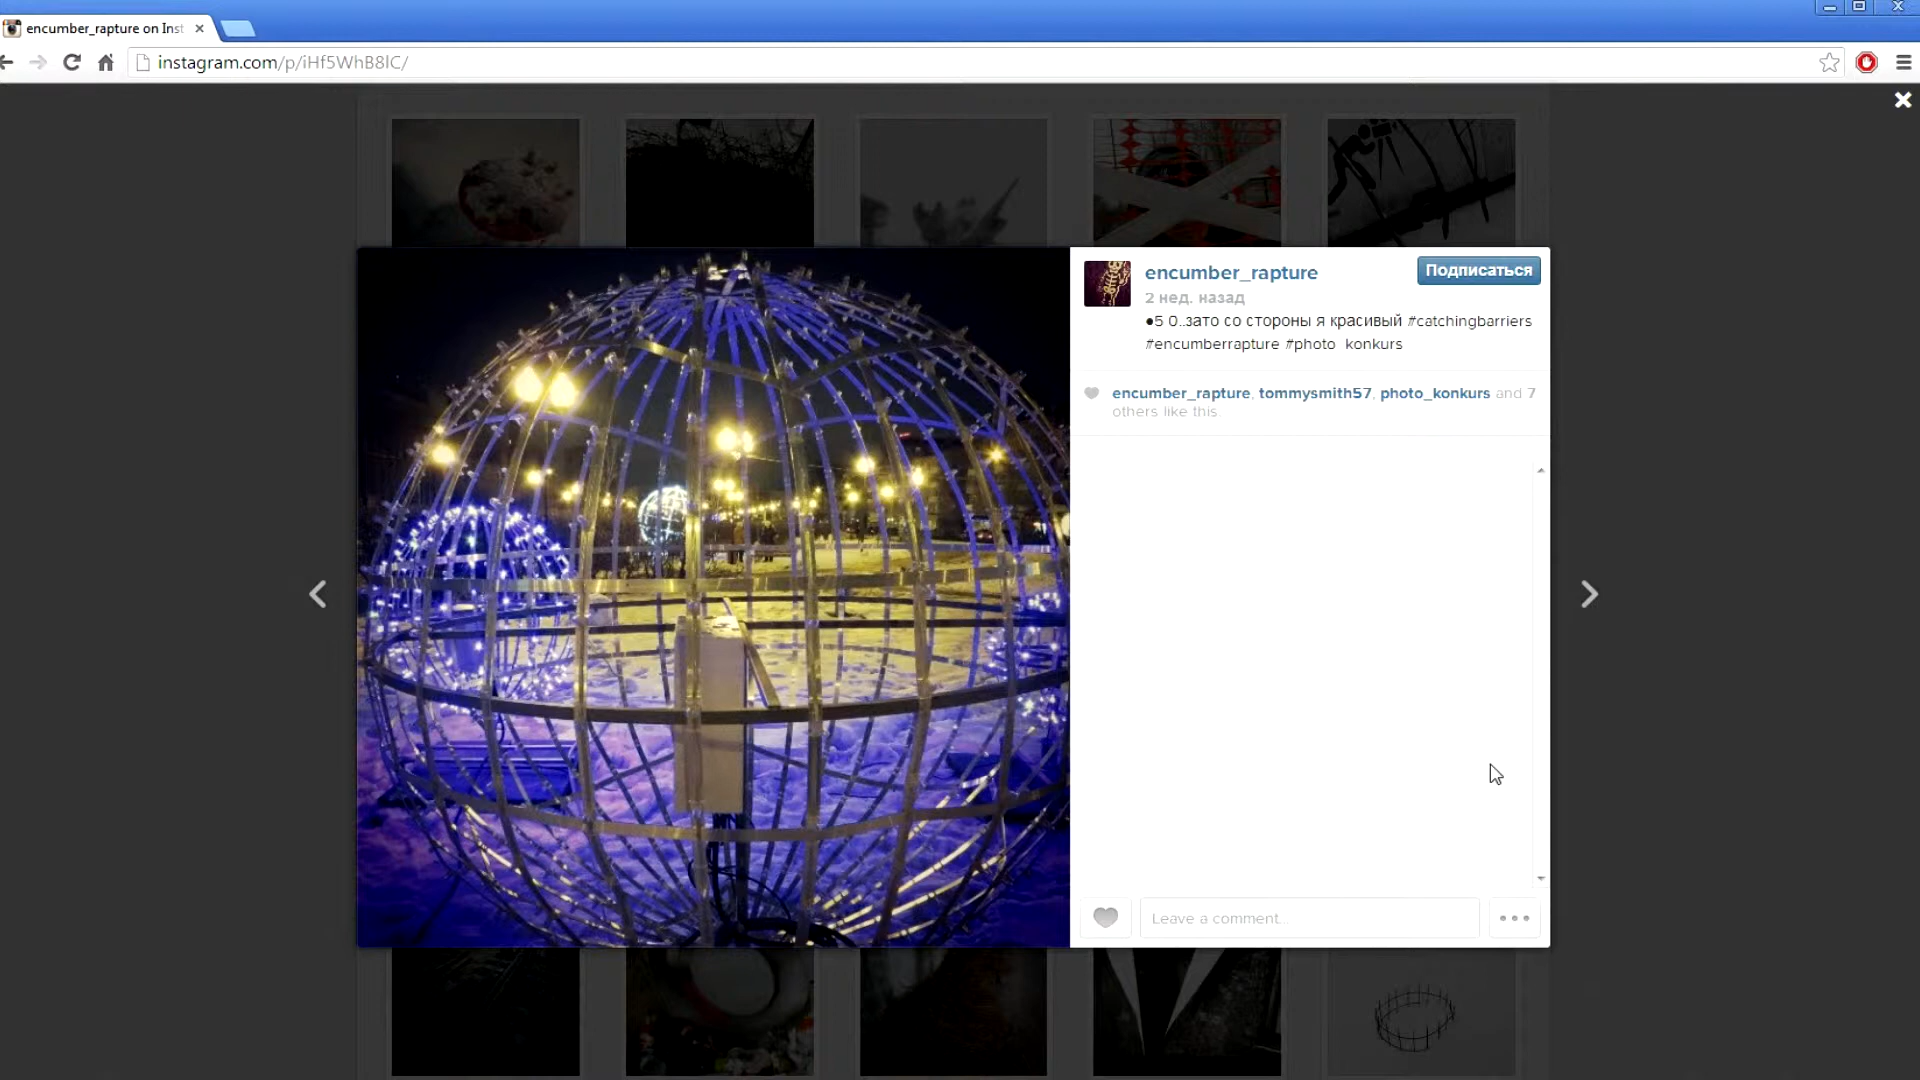 encumber_rapture on Inst
instagram.com/p/iHf5WhB8lC/
encumber_rapture
Подписаться
2 нед. назад
●5 0..зато со стороны я красивый #catchingbarriers
#encumberrapture #photo_konkurs
encumber_rapture, tommysmith57, photo_konkurs and 7
others like this.
Leave a comment...